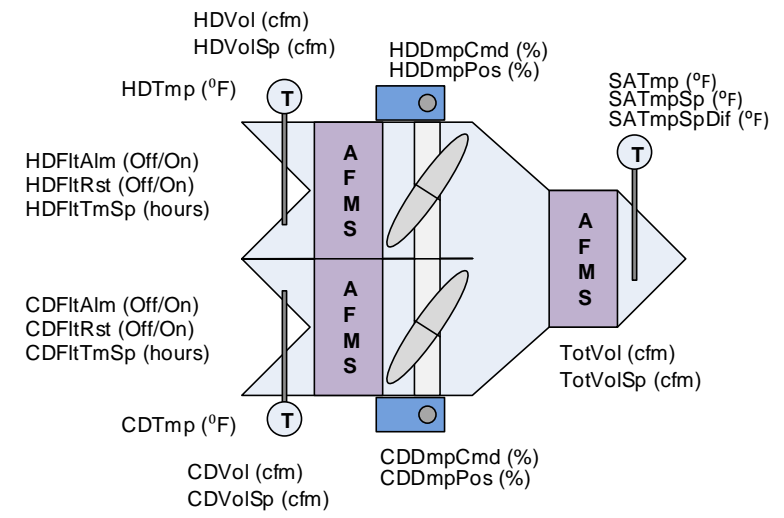 HDVol (cfm)
HDVolSp (cfm)
HDDmpCmd (%)
HDDmpPos (%)
HDTmp (⁰F)
T
SATmp (⁰F)
SATmpSp (⁰F)
SATmpSpDif (⁰F)
T
HDFltAlm (Off/On)
HDFltRst (Off/On)
HDFltTmSp (hours)
A
F
M
S
A
F
M
S
CDFltAlm (Off/On)
CDFltRst (Off/On)
CDFltTmSp (hours)
A
F
M
S
TotVol (cfm)
TotVolSp (cfm)
CDTmp (⁰F)
T
CDDmpCmd (%)
CDDmpPos (%)
CDVol (cfm)
CDVolSp (cfm)